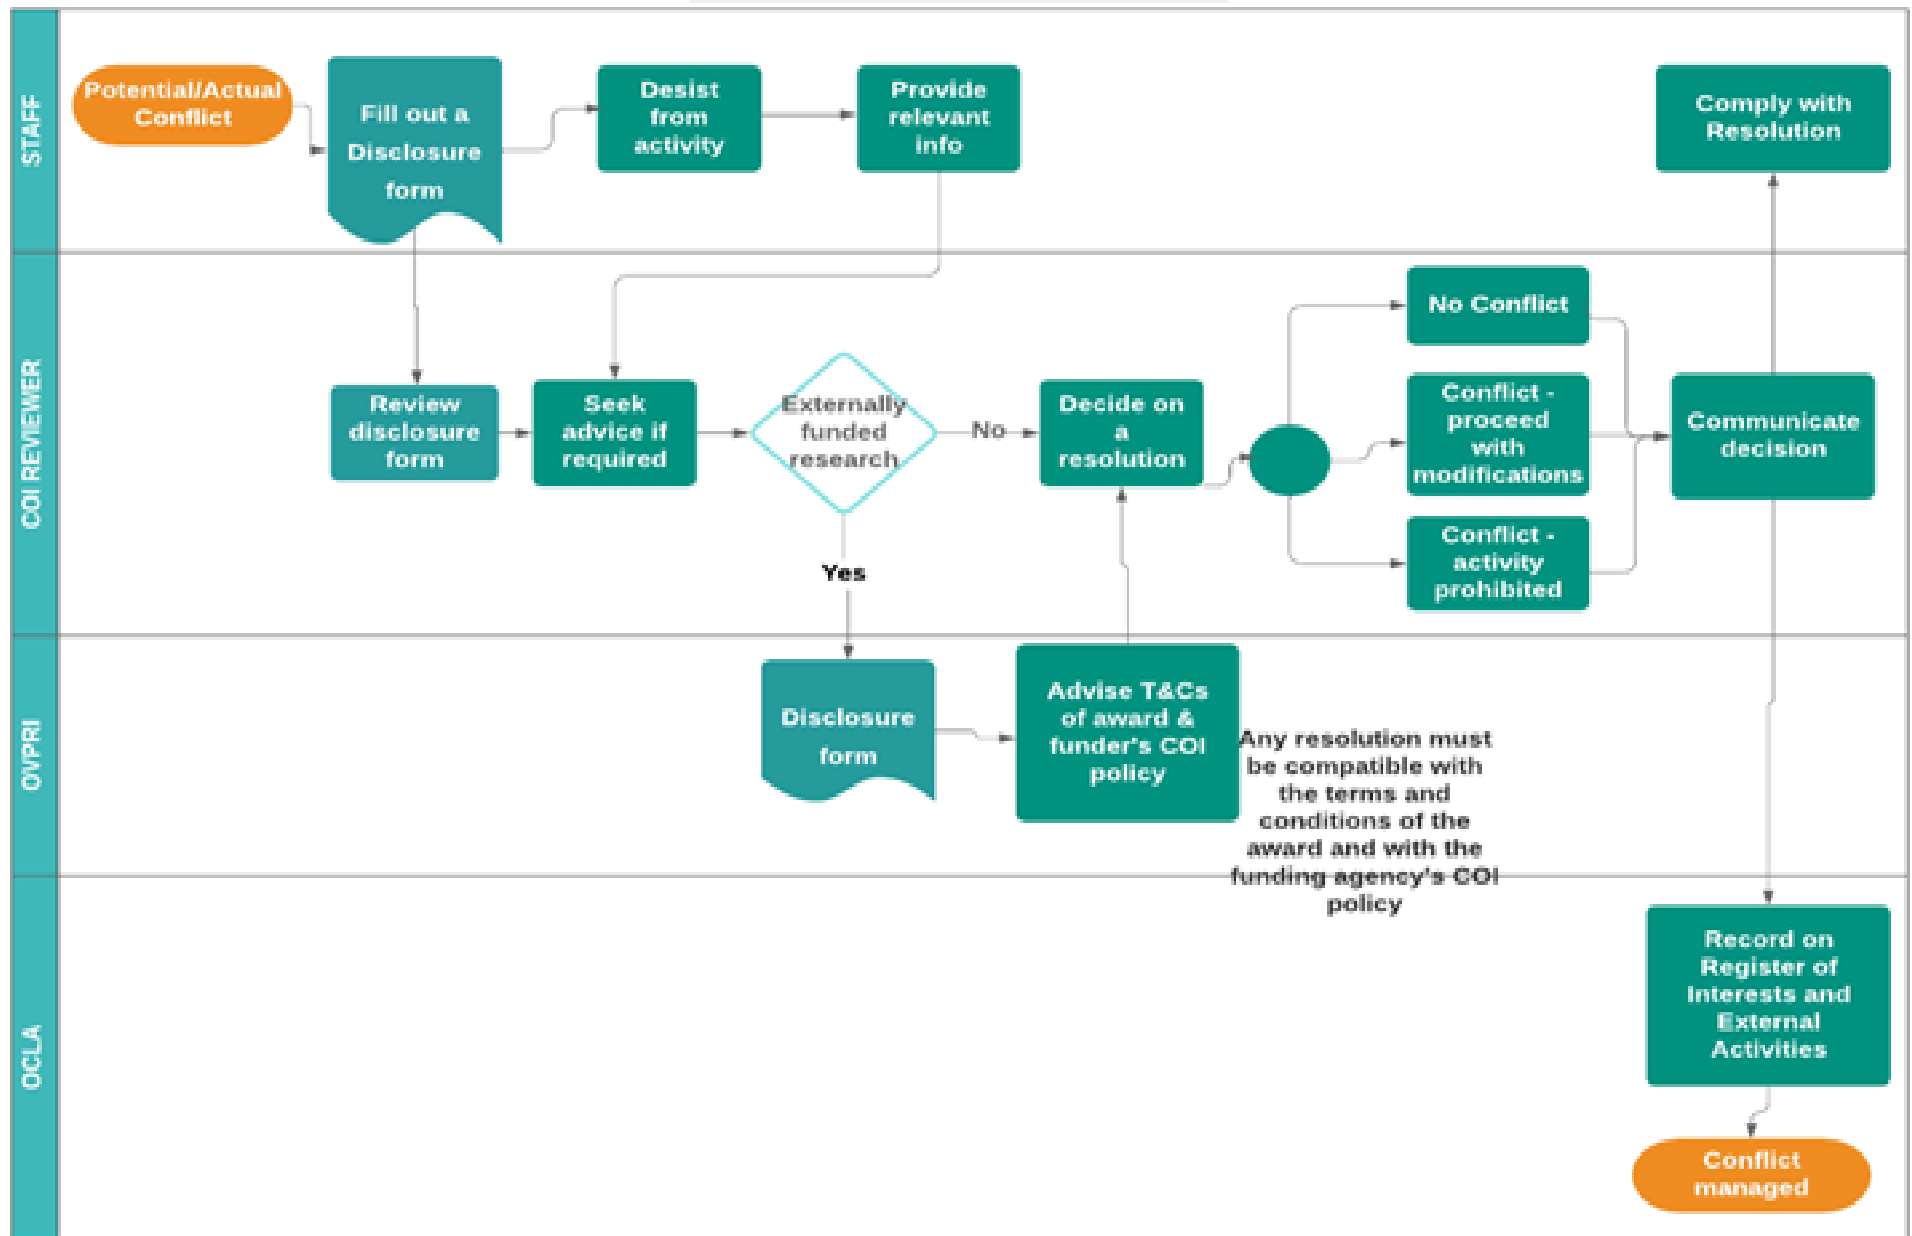 STAFF
Potential/Actual
Conflict
Fill out a
Disclosure
form
Desist
from
activity
Provide
relevant
info
Comply with
Resolution
COI REVIEWER
Review
disclosure
form
Seek
advice if
required
Externally
funded
research
No
Yes
Decide on
a
resolution
No Conflict
Conflict -
proceed
with
modifications
Conflict -
activity
prohibited
Communicate
decision
OVPRI
Disclosure
form
Advise T&Cs
of award &
funder's COI
policy
Any resolution must
be compatible with
the terms and
conditions of the
award and with the
funding agency's COI
policy
OCLA
Record on
Register of
Interests and
External
Activities
Conflict
managed